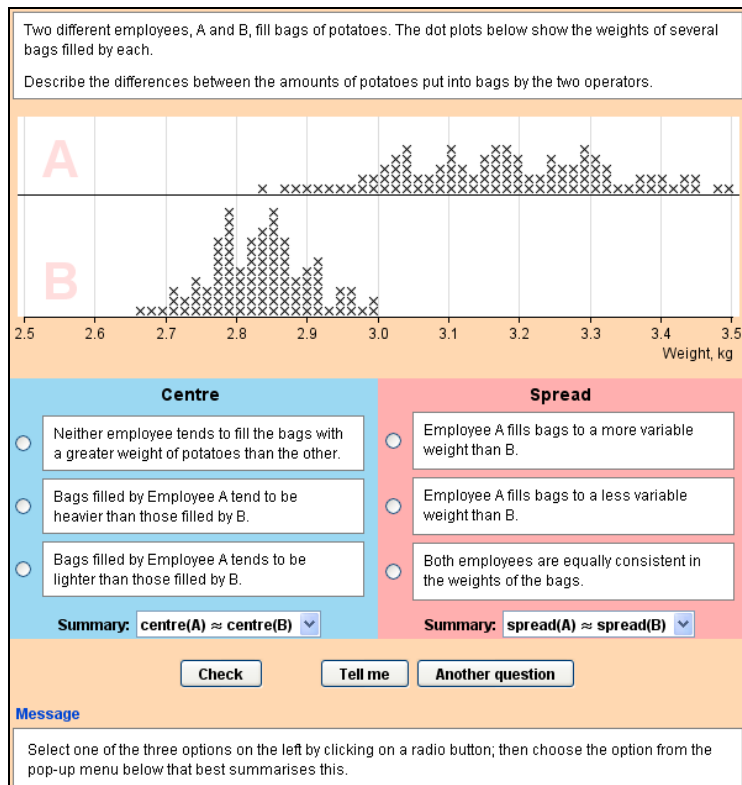 Two different employees, A and B, fill bags of potatoes. The dot plots below show the weights of several
bags filled by each.
Describe the differences between the amounts of potatoes put into bags by the two operators.
A
B
2.5 2.6 2.7 2.8 2.9 3.0 3.1 3.2 3.3 3.4 3.5
Weight, kg
Centre
Neither employee tends to fill the bags with
a greater weight of potatoes than the other.
Bags filled by Employee A tend to be
heavier than those filled by B.
Bags filled by Employee A tends to be
lighter than those filled by B.
Summary: centre(A) ≈ centre(B)
Spread
Employee A fills bags to a more variable
weight than B.
Employee A fills bags to a less variable
weight than B.
Both employees are equally consistent in
the weights of the bags.
Summary: spread(A) ≈ spread(B)
Check Tell me Another question
Message
Select one of the three options on the left by clicking on a radio button; then choose the option from the
pop-up menu below that best summarises this.